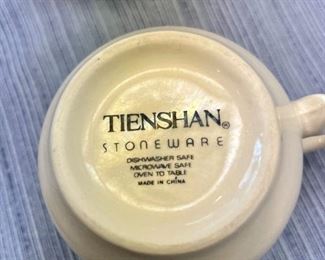 TIENSHAN®
STONEWARE
DISHWASHER SAFE
MICROWAVE SAFE
OVEN TO TABLE
MADE IN CHINA